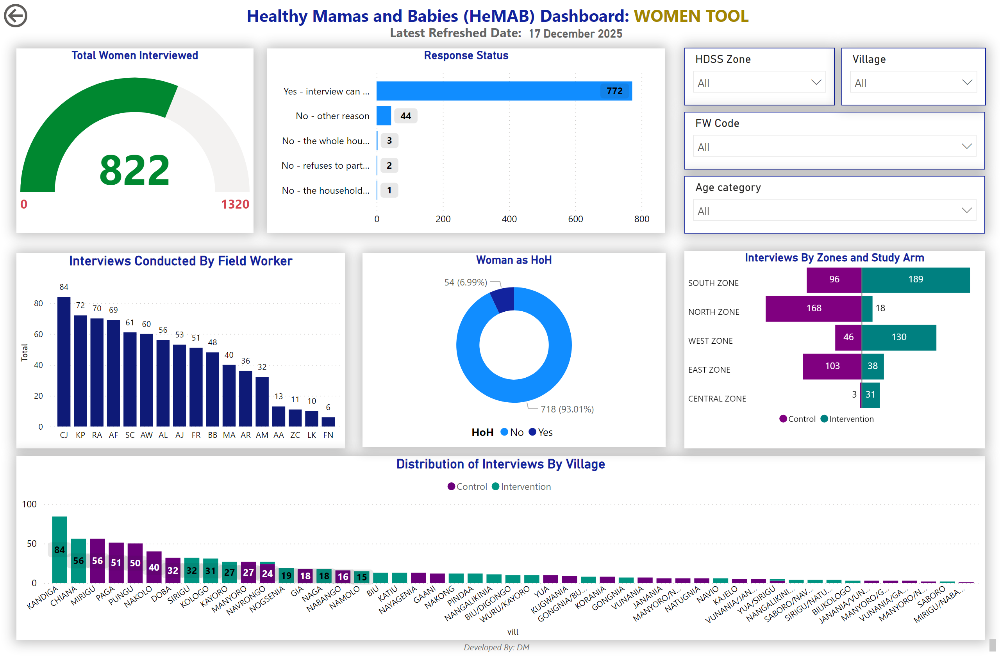 Healthy Mamas and Babies (HeMAB) Dashboard: WOMEN TOOL
Latest Refreshed Date: 17 December 2025
Total Women Interviewed
822
0 1320
Response Status
Yes - interview can ... 772
No - other reason 44
No - the whole hou... 3
No - refuses to part... 2
No - the household... 1
0 200 400 600 800
HDSS Zone
All
Village
All
FW Code
All
Age category
All
Interviews Conducted By Field Worker
Total
80
60
40
20
0
84 72 70 69 61 60 56 53 51 48 40 36 32 13 11 10 6
CJ KP RA AF SC AW AL AJ FR BB MA AR AM AA ZC LK FN
Woman as HoH
54 (6.99%)
718 (93.01%)
HoH No Yes
Interviews By Zones and Study Arm
SOUTH ZONE 96 189
NORTH ZONE 168 18
WEST ZONE 46 130
EAST ZONE 103 38
CENTRAL ZONE 3 31
Control Intervention
Distribution of Interviews By Village
Control Intervention
100
50
0
84 56 56 51 50 40 32 32 31 27 27 24 19 18 18 16 15
KANDIGA
CHIANA
MIRIGU
PAGA
PUNGU
NAKOLO
DOBA
SIRIGU
KOLOGO
KAYORO
MANYORO
NAVRONGO
NOGSENIA
GIA
NAGA
NABANGO
NAMOLO
BIU
KATIU
NAYAGENIA
GAANI
NAKONG
PINDAA
NANGALIKINIA
BIU/DIGONGO
WURU/KAYORO
YUA
KUGWANIA
GONGNIA/BU...
KORANIA
GONGNIA
VUNANIA
JANANIA
MANYORO/N...
NATUGNIA
NAVIO
KAJELO
VUNANIA/JAN...
YUA/SIRIGU
NANGALIKINI...
SABORO/NAV...
SIRIGU/NATU...
BIUKOLOGO
JANANIA/VUN...
MANYORO/G...
VUNANIA/GA...
MANYORO/N...
SABORO
MIRIGU/NABA...
vill
Developed By: DM